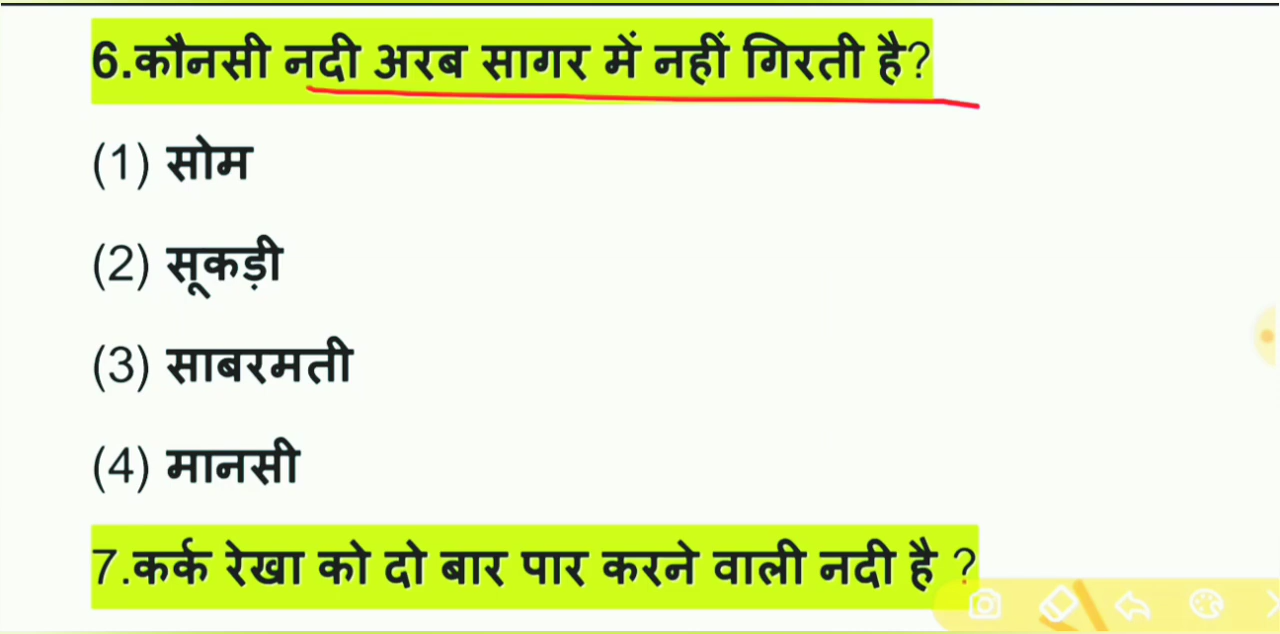 6.कौनसी नदी अरब सागर में नहीं गिरती है?
(1) सोम
(2) सूकड़ी
(3) साबरमती
(4) मानसी
7.कर्क रेखा को दो बार पार करने वाली नदी है ?